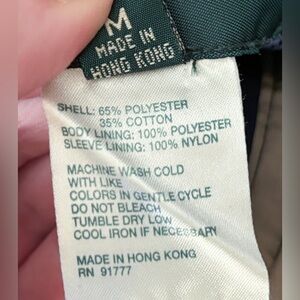 M
MADE IN
HONG KONG
SHELL: 65% POLYESTER
35% COTTON
BODY LINING: 100% POLYESTER
SLEEVE LINING: 100% NYLON
MACHINE WASH COLD
WITH LIKE
COLORS IN GENTLE CYCLE
DO NOT BLEACH
TUMBLE DRY LOW
COOL IRON IF NECESSARY
MADE IN HONG KONG
RN 91777